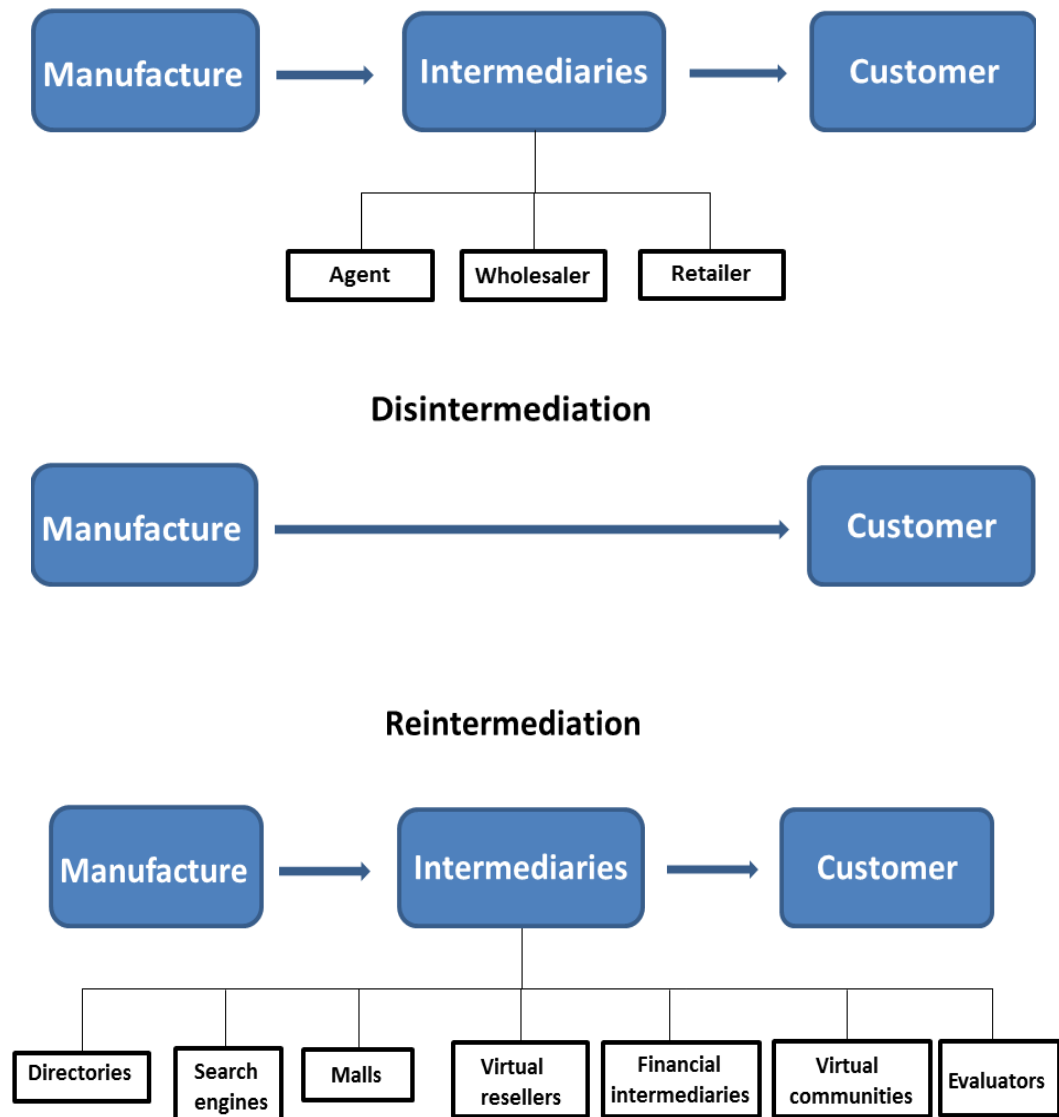 Manufacture
Intermediaries
Customer
Agent
Wholesaler
Retailer
Disintermediation
Manufacture
Customer
Reintermediation
Manufacture
Intermediaries
Customer
Directories
Search
engines
Malls
Virtual
resellers
Financial
intermediaries
Virtual
communities
Evaluators